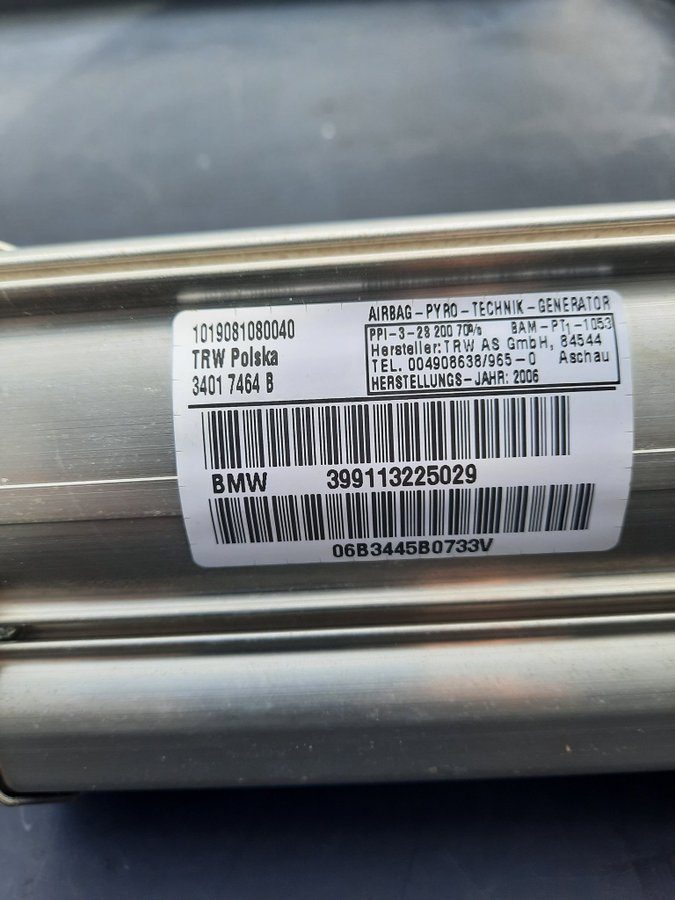 1019081080040
TRW Polska
3401 7464 B
AIRBAG-PYRO-TECHNIK-GENERATOR
PPI-3-28 200 70% BAM-PT1-1053
Hersteller:TRW AS GmbH, 84544
TEL. 004908638/965-0 Aschau
HERSTELLUNGS-JAHR: 2006
BMW 399113225029
06B3445B0733V